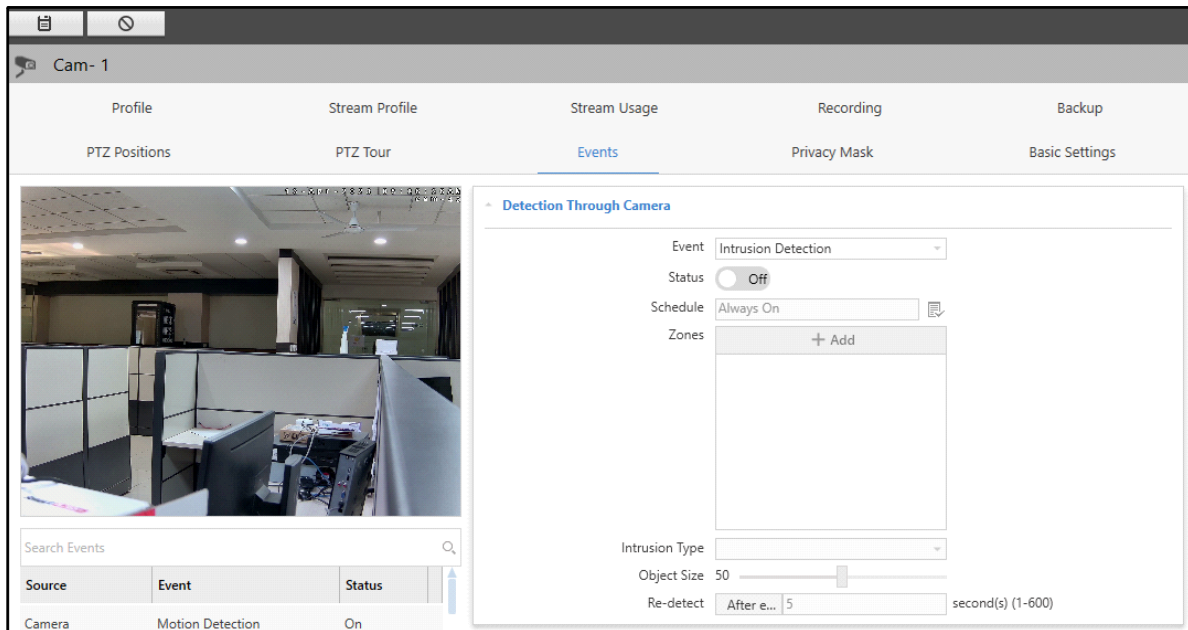 Cam- 1
Profile Stream Profile Stream Usage Recording Backup
PTZ Positions PTZ Tour Events Privacy Mask Basic Settings
Detection Through Camera
Event Intrusion Detection
Status Off
Schedule Always On
Zones + Add
Intrusion Type
Object Size 50
Re-detect After e... 5 second(s) (1-600)
Search Events
Source Event Status
Camera Motion Detection On